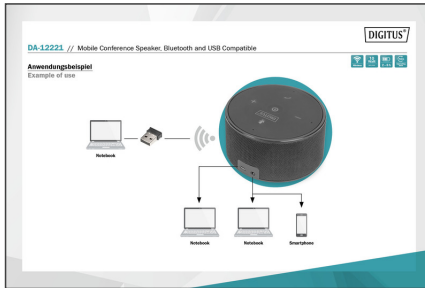 DIGITUS®
DA-12221 // Mobile Conference Speaker, Bluetooth and USB Compatible
Anwendungsbeispiel
Example of use
Notebook
Notebook
Notebook
Smartphone